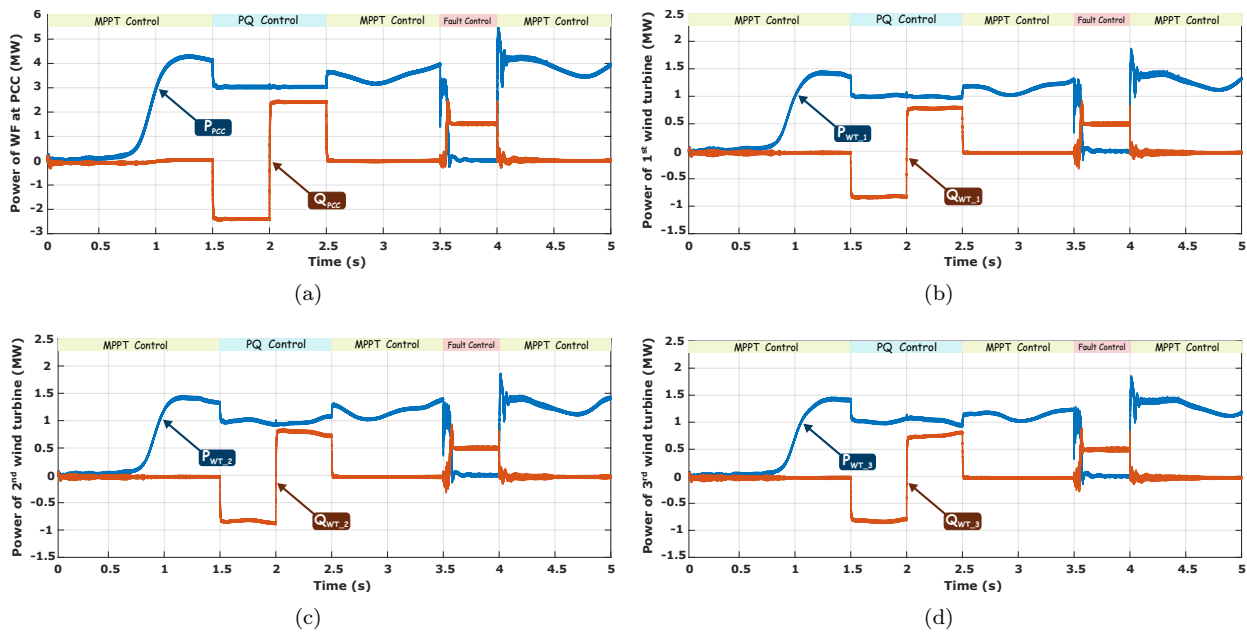 MPPT Control PQ Control MPPT Control Fault Control MPPT Control
Power of WF at PCC (MW)
6
5
4
3
2
1
0
-1
-2
-3
P_PCC
Q_PCC
0 0.5 1 1.5 2 2.5 3 3.5 4 4.5 5
Time (s)
(a)
MPPT Control PQ Control MPPT Control Fault Control MPPT Control
Power of 1st wind turbine (MW)
2.5
2
1.5
1
0.5
0
-0.5
-1
-1.5
P_WT_1
Q_WT_1
0 0.5 1 1.5 2 2.5 3 3.5 4 4.5 5
Time (s)
(b)
MPPT Control PQ Control MPPT Control Fault Control MPPT Control
Power of 2nd wind turbine (MW)
2.5
2
1.5
1
0.5
0
-0.5
-1
-1.5
P_WT_2
Q_WT_2
0 0.5 1 1.5 2 2.5 3 3.5 4 4.5 5
Time (s)
(c)
MPPT Control PQ Control MPPT Control Fault Control MPPT Control
Power of 3rd wind turbine (MW)
2.5
2
1.5
1
0.5
0
-0.5
-1
-1.5
P_WT_3
Q_WT_3
0 0.5 1 1.5 2 2.5 3 3.5 4 4.5 5
Time (s)
(d)